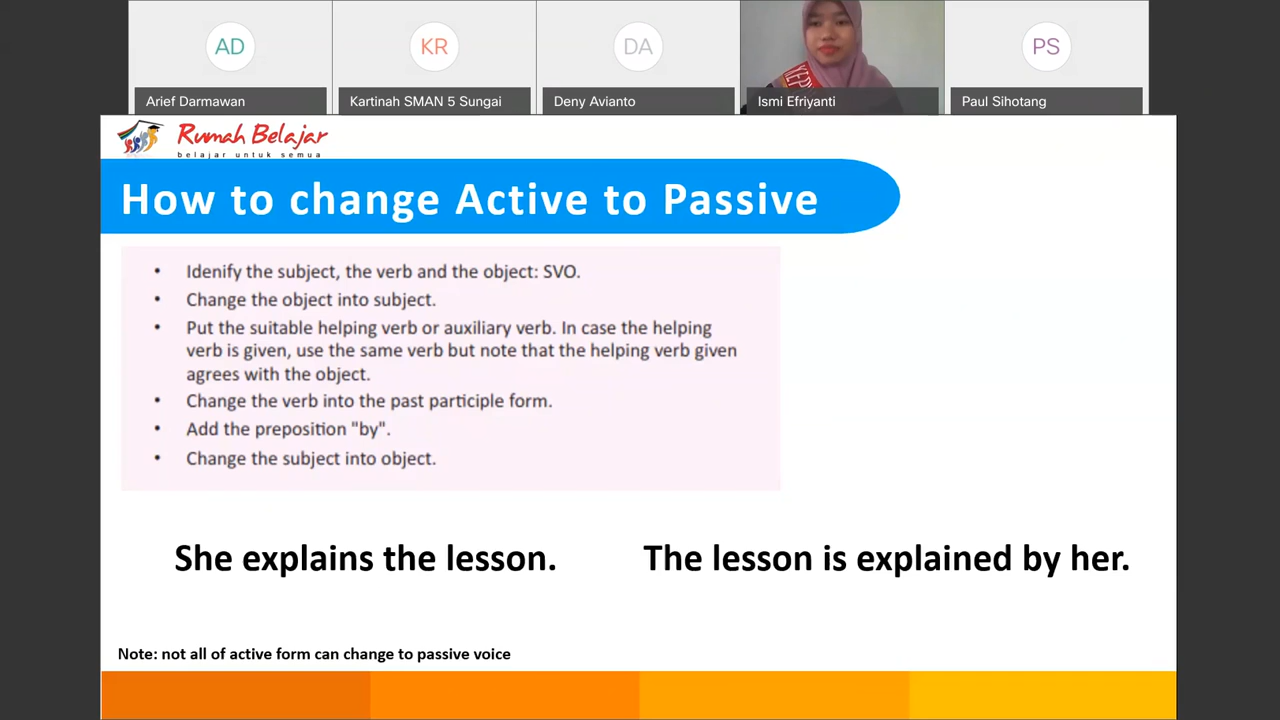 AD
KR
DA
PS
Arief Darmawan
Kartinah SMAN 5 Sungai
Deny Avianto
Ismi Efriyanti
Paul Sihotang
Rumah Belajar
belajar untuk semua
How to change Active to Passive
• Idenify the subject, the verb and the object: SVO.
• Change the object into subject.
• Put the suitable helping verb or auxiliary verb. In case the helping
verb is given, use the same verb but note that the helping verb given
agrees with the object.
• Change the verb into the past participle form.
• Add the preposition "by".
• Change the subject into object.
She explains the lesson.
The lesson is explained by her.
Note: not all of active form can change to passive voice